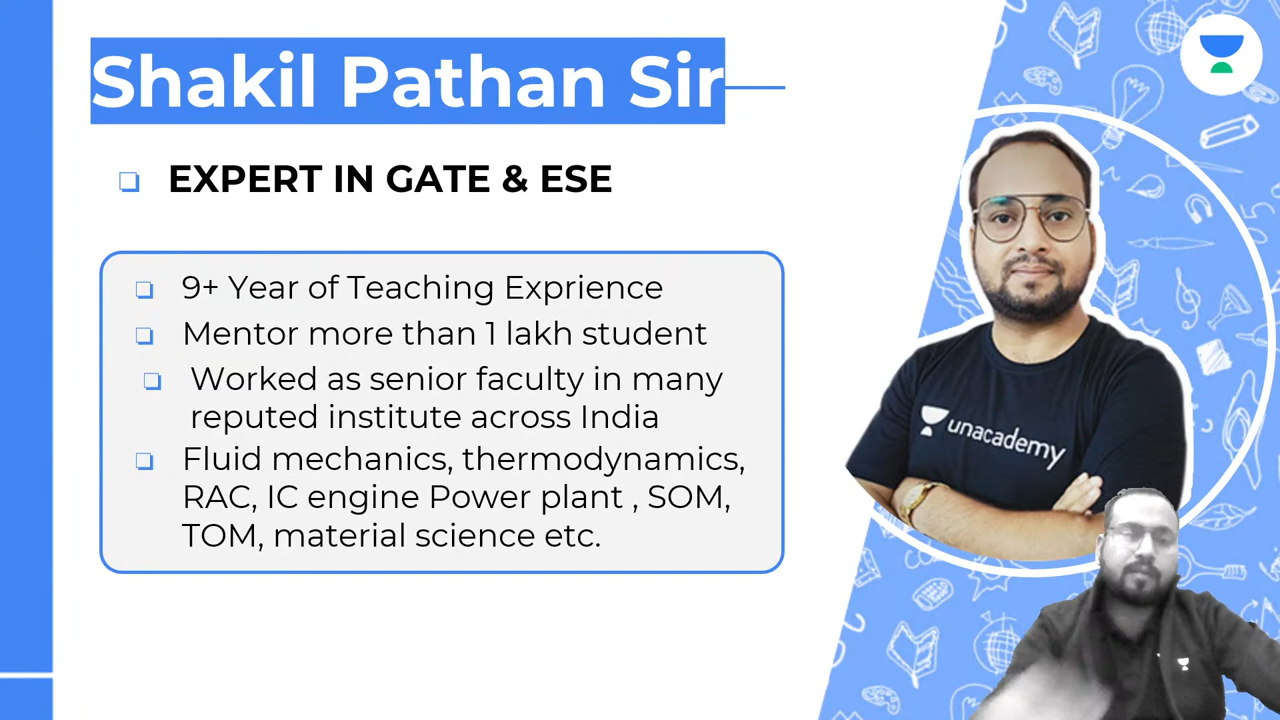 Shakil Pathan Sir
EXPERT IN GATE & ESE
9+ Year of Teaching Exprience
Mentor more than 1 lakh student
Worked as senior faculty in many
reputed institute across India
Fluid mechanics, thermodynamics,
RAC, IC engine Power plant , SOM,
TOM, material science etc.
unacademy